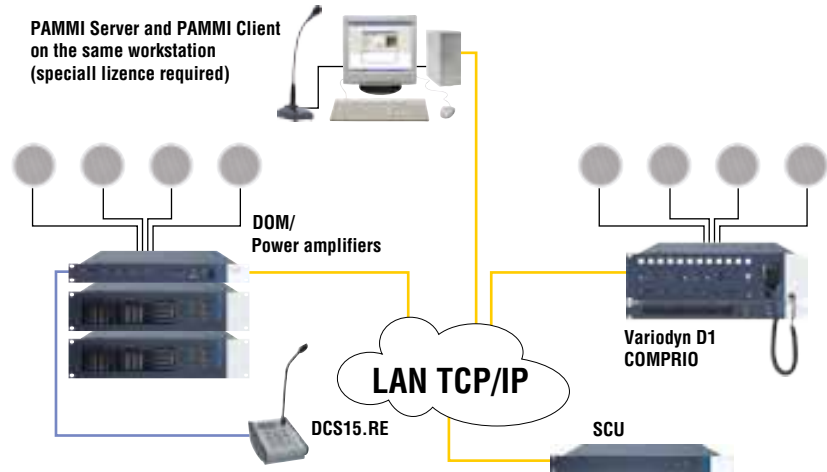 PAMMI Server and PAMMI Client
on the same workstation
(speciall lizence required)
DOM/
Power amplifiers
Variodyn D1
COMPRIO
LAN TCP/IP
DCS15.RE
SCU